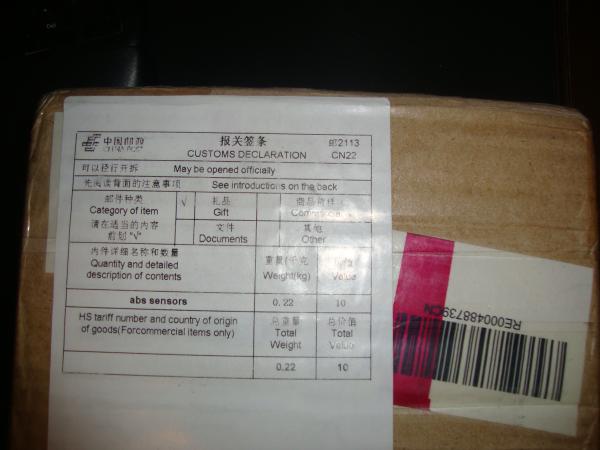 中国邮政
CHINA POST
报关签条
CUSTOMS DECLARATION
邮2113
CN22
可以径行开拆 May be opened officially
先阅读背面的注意事项 See introductions on the back
邮件种类
Category of item
√ 礼品
Gift
商品货样
请在适当的内容
前划"√"
文件
Documents
其他
Other
内件详细名称和数量
Quantity and detailed
description of contents
重量(千克
Weight(kg)
Value
abs sensors 0.22 10
HS tariff number and country of origin
of goods(Forcommercial items only)
总重量
Total
Weight
总价值
Total
Value
0.22 10
RE000488739CN